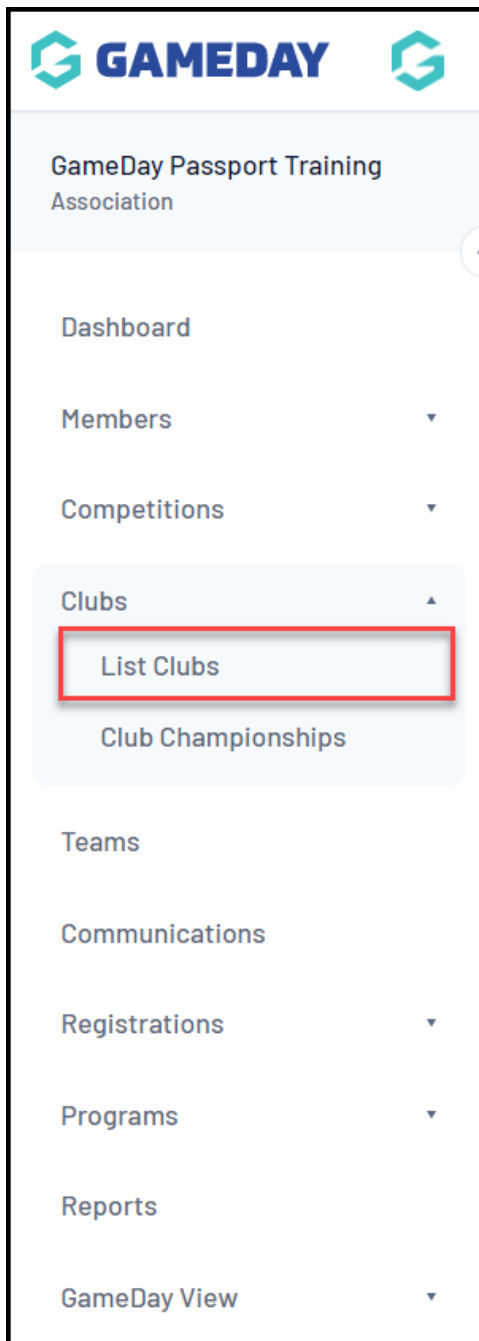 GAMEDAY
GameDay Passport Training
Association
Dashboard
Members
Competitions
Clubs
List Clubs
Club Championships
Teams
Communications
Registrations
Programs
Reports
GameDay View